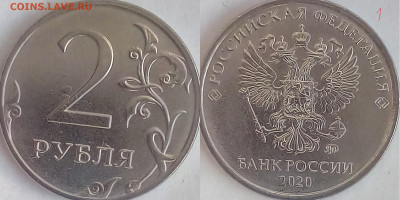 COINS.LAVE.RU
2
РУБЛЯ
1
РОССИЙСКАЯ ФЕДЕРАЦИЯ
БАНК РОССИИ
2020